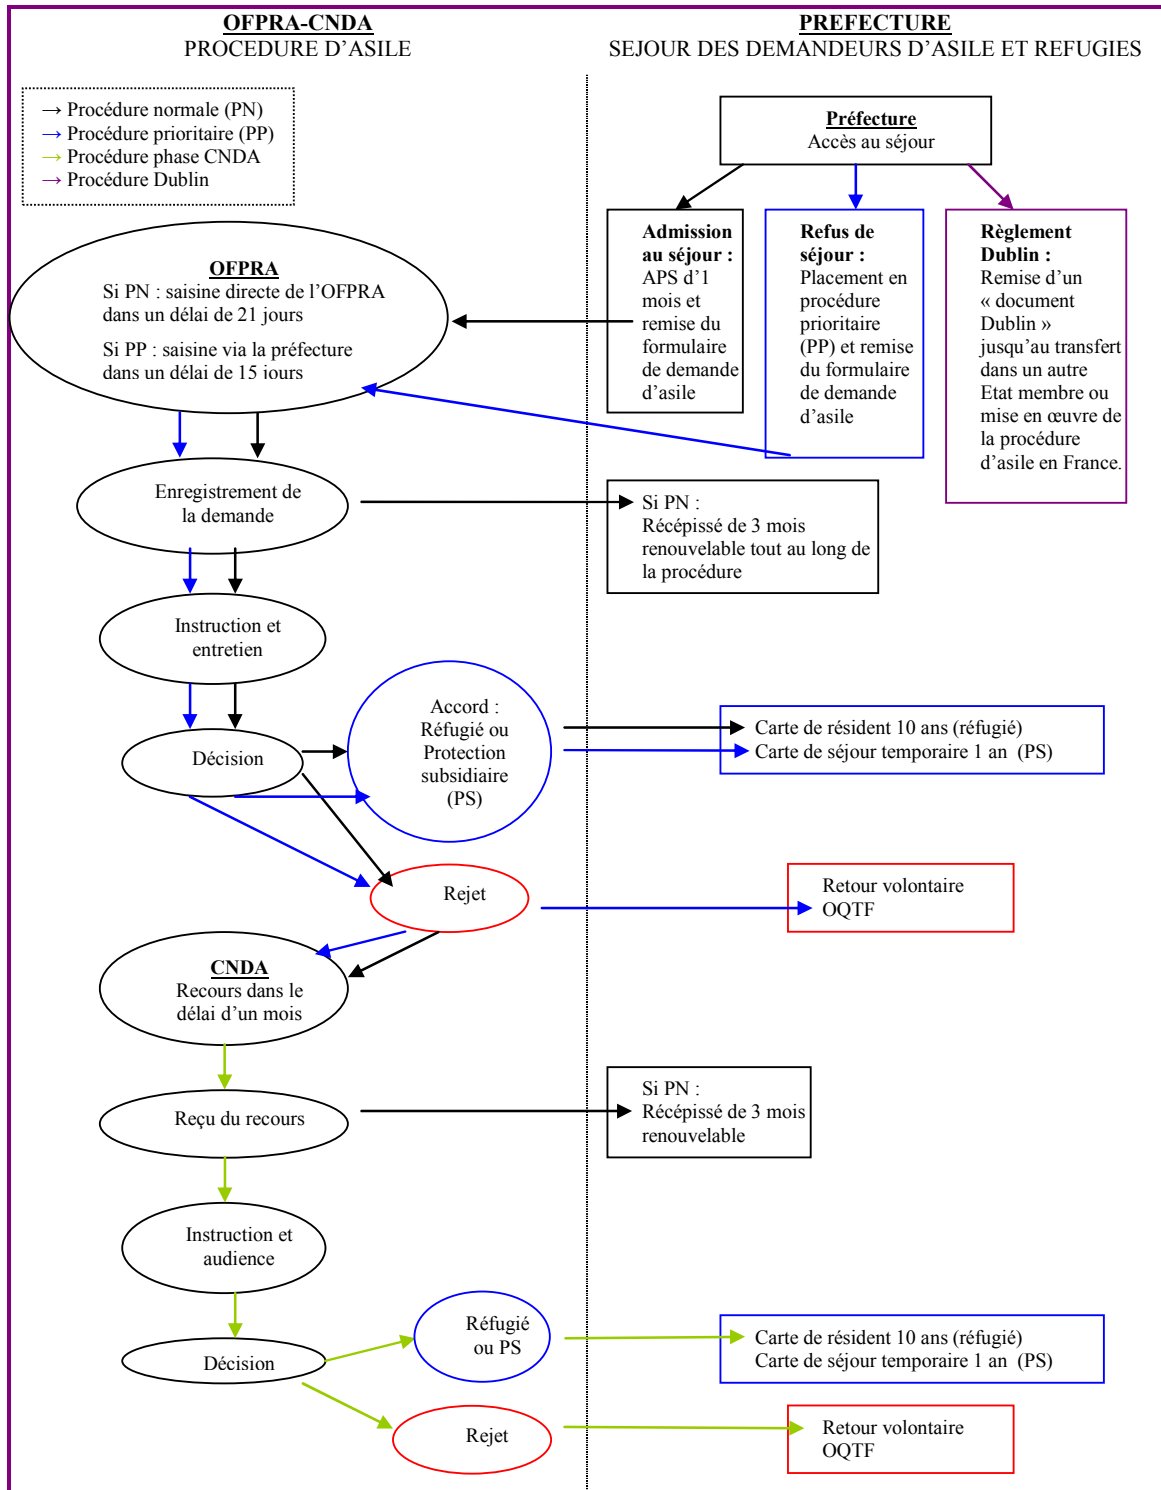 OFPRA-CNDA
PROCEDURE D'ASILE
PREFECTURE
SEJOUR DES DEMANDEURS D'ASILE ET REFUGIES
→ Procédure normale (PN)
→ Procédure prioritaire (PP)
→ Procédure phase CNDA
→ Procédure Dublin
Préfecture
Accès au séjour
Admission
au séjour :
APS d'1
mois et
remise du
formulaire
de demande
d'asile
Refus de
séjour :
Placement en
procédure
prioritaire
(PP) et remise
du formulaire
de demande
d'asile
Règlement
Dublin :
Remise d'un
« document
Dublin »
jusqu'au transfert
dans un autre
Etat membre ou
mise en œuvre de
la procédure
d'asile en France.
OFPRA
Si PN : saisine directe de l'OFPRA
dans un délai de 21 jours
Si PP : saisine via la préfecture
dans un délai de 15 jours
Enregistrement de
la demande
Si PN :
Récépissé de 3 mois
renouvelable tout au long de
la procédure
Instruction et
entretien
Décision
Accord :
Réfugié ou
Protection
subsidiaire
(PS)
Carte de résident 10 ans (réfugié)
Carte de séjour temporaire 1 an (PS)
Rejet
Retour volontaire
OQTF
CNDA
Recours dans le
délai d'un mois
Reçu du recours
Si PN :
Récépissé de 3 mois
renouvelable
Instruction et
audience
Décision
Réfugié
ou PS
Carte de résident 10 ans (réfugié)
Carte de séjour temporaire 1 an (PS)
Rejet
Retour volontaire
OQTF